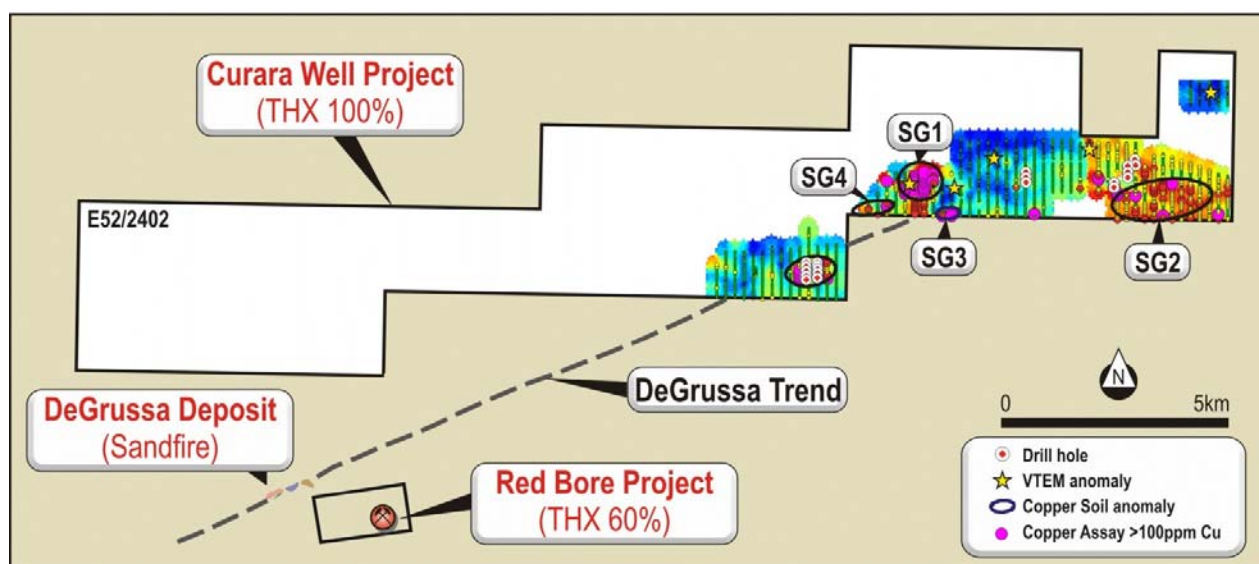 Curara Well Project
(THX 100%)
SG1
SG4
E52/2402
SG3
SG2
DeGrussa Trend
N
DeGrussa Deposit
(Sandfire)
0 5km
Red Bore Project
(THX 60%)
Drill hole
VTEM anomaly
Copper Soil anomaly
Copper Assay >100ppm Cu